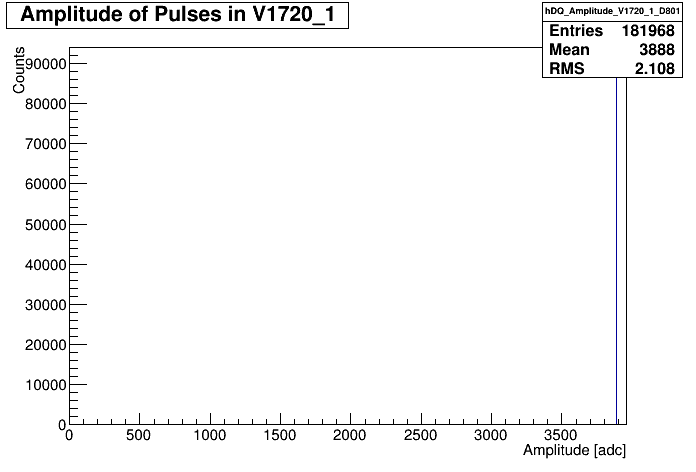 Amplitude of Pulses in V1720_1
hDQ_Amplitude_V1720_1_D801
Entries 181968
Mean 3888
RMS 2.108
Counts
90000
80000
70000
60000
50000
40000
30000
20000
10000
0
0 500 1000 1500 2000 2500 3000 3500
Amplitude [adc]